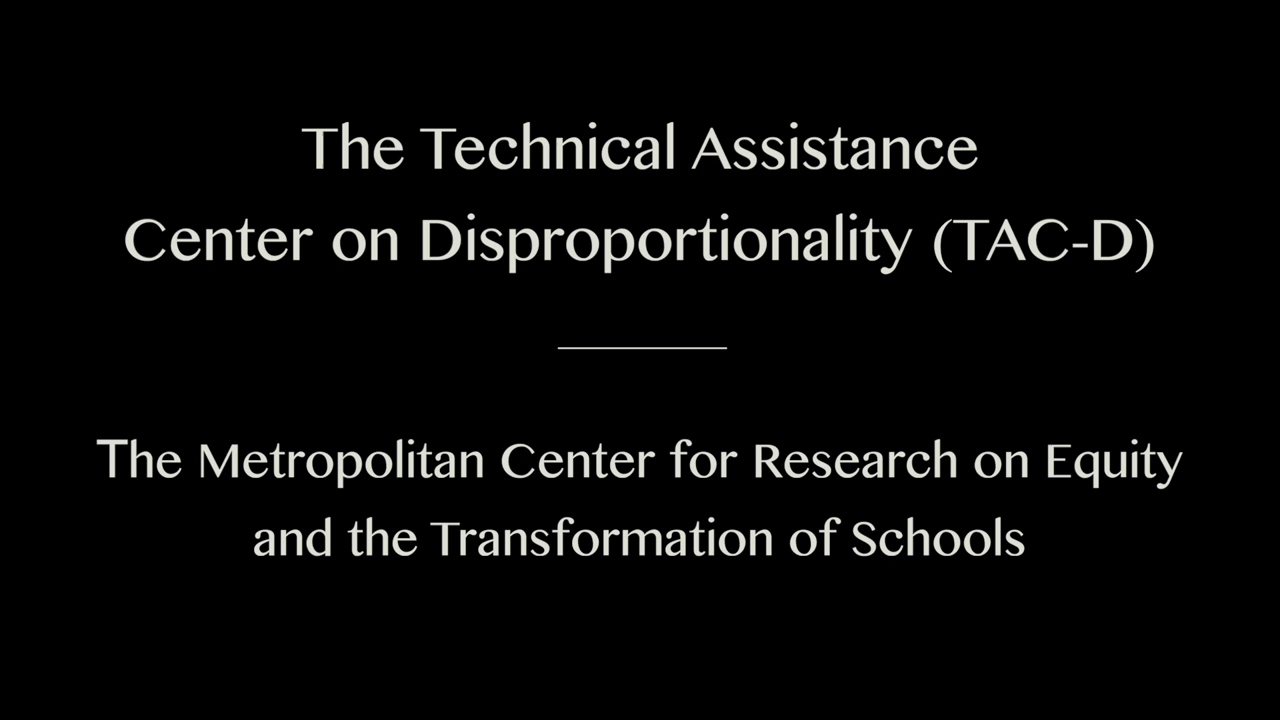 The Technical Assistance
Center on Disproportionality (TAC-D)
The Metropolitan Center for Research on Equity
and the Transformation of Schools